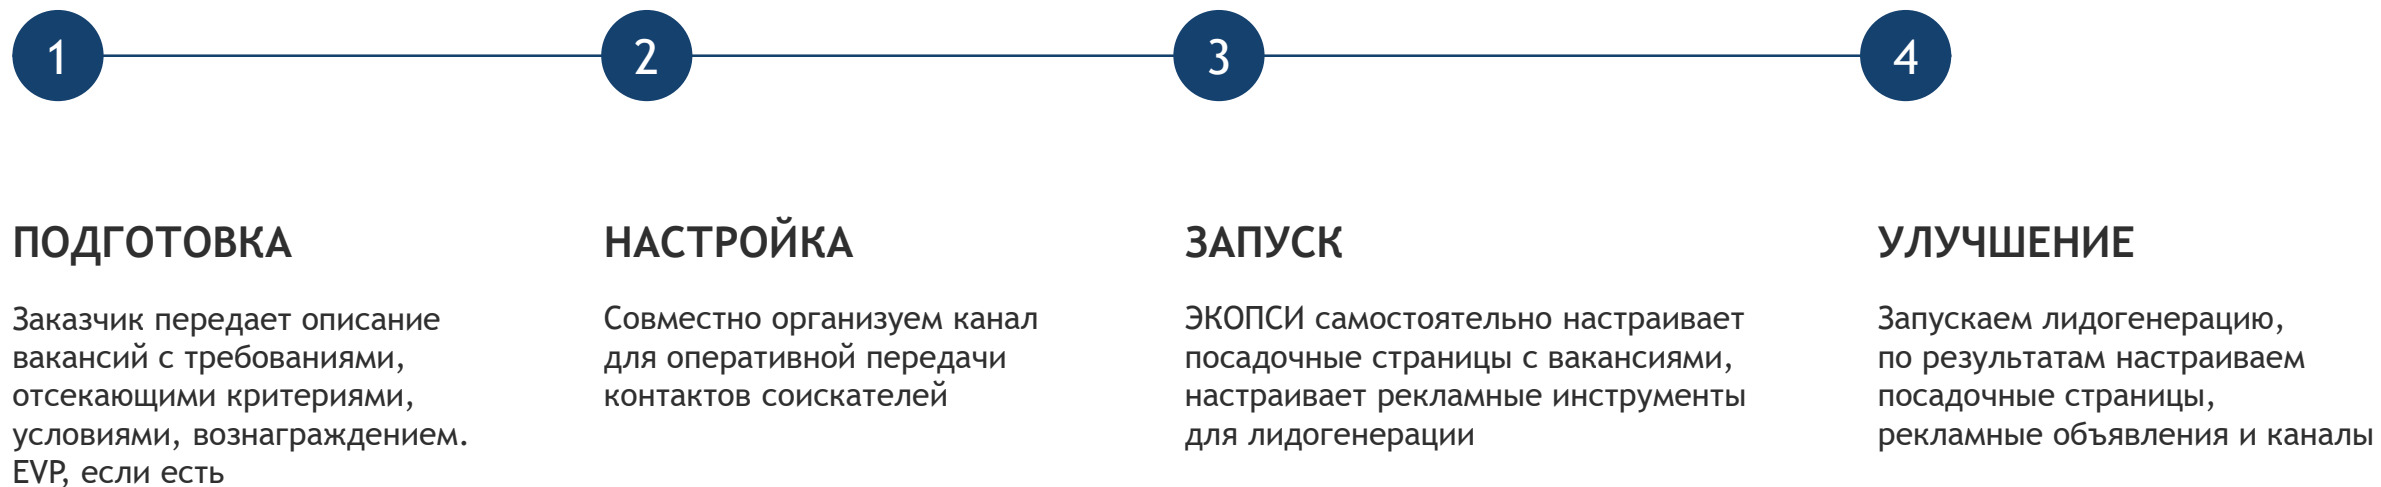 1
2
3
4
ПОДГОТОВКА
Заказчик передает описание
вакансий с требованиями,
отсекающими критериями,
условиями, вознаграждением.
EVP, если есть
НАСТРОЙКА
Совместно организуем канал
для оперативной передачи
контактов соискателей
ЗАПУСК
ЭКОПСИ самостоятельно настраивает
посадочные страницы с вакансиями,
настраивает рекламные инструменты
для лидогенерации
УЛУЧШЕНИЕ
Запускаем лидогенерацию,
по результатам настраиваем
посадочные страницы,
рекламные объявления и каналы